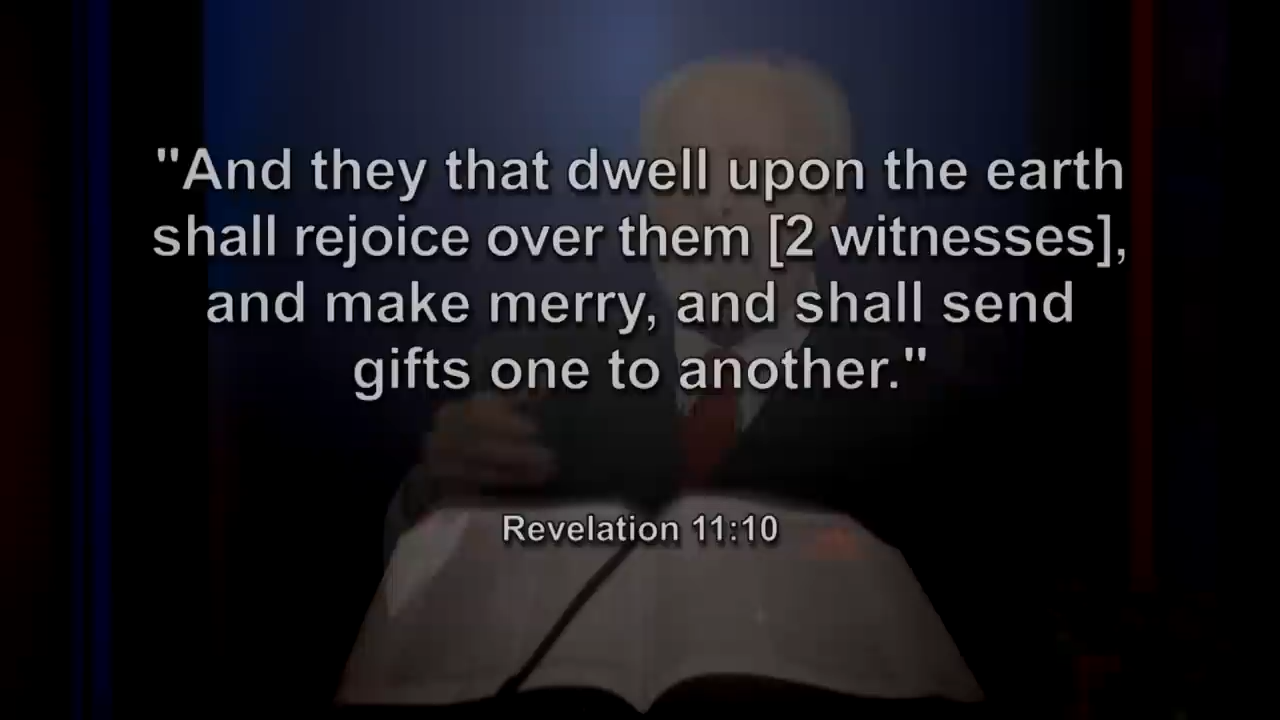 "And they that dwell upon the earth
shall rejoice over them [2 witnesses],
and make merry, and shall send
gifts one to another."
Revelation 11:10